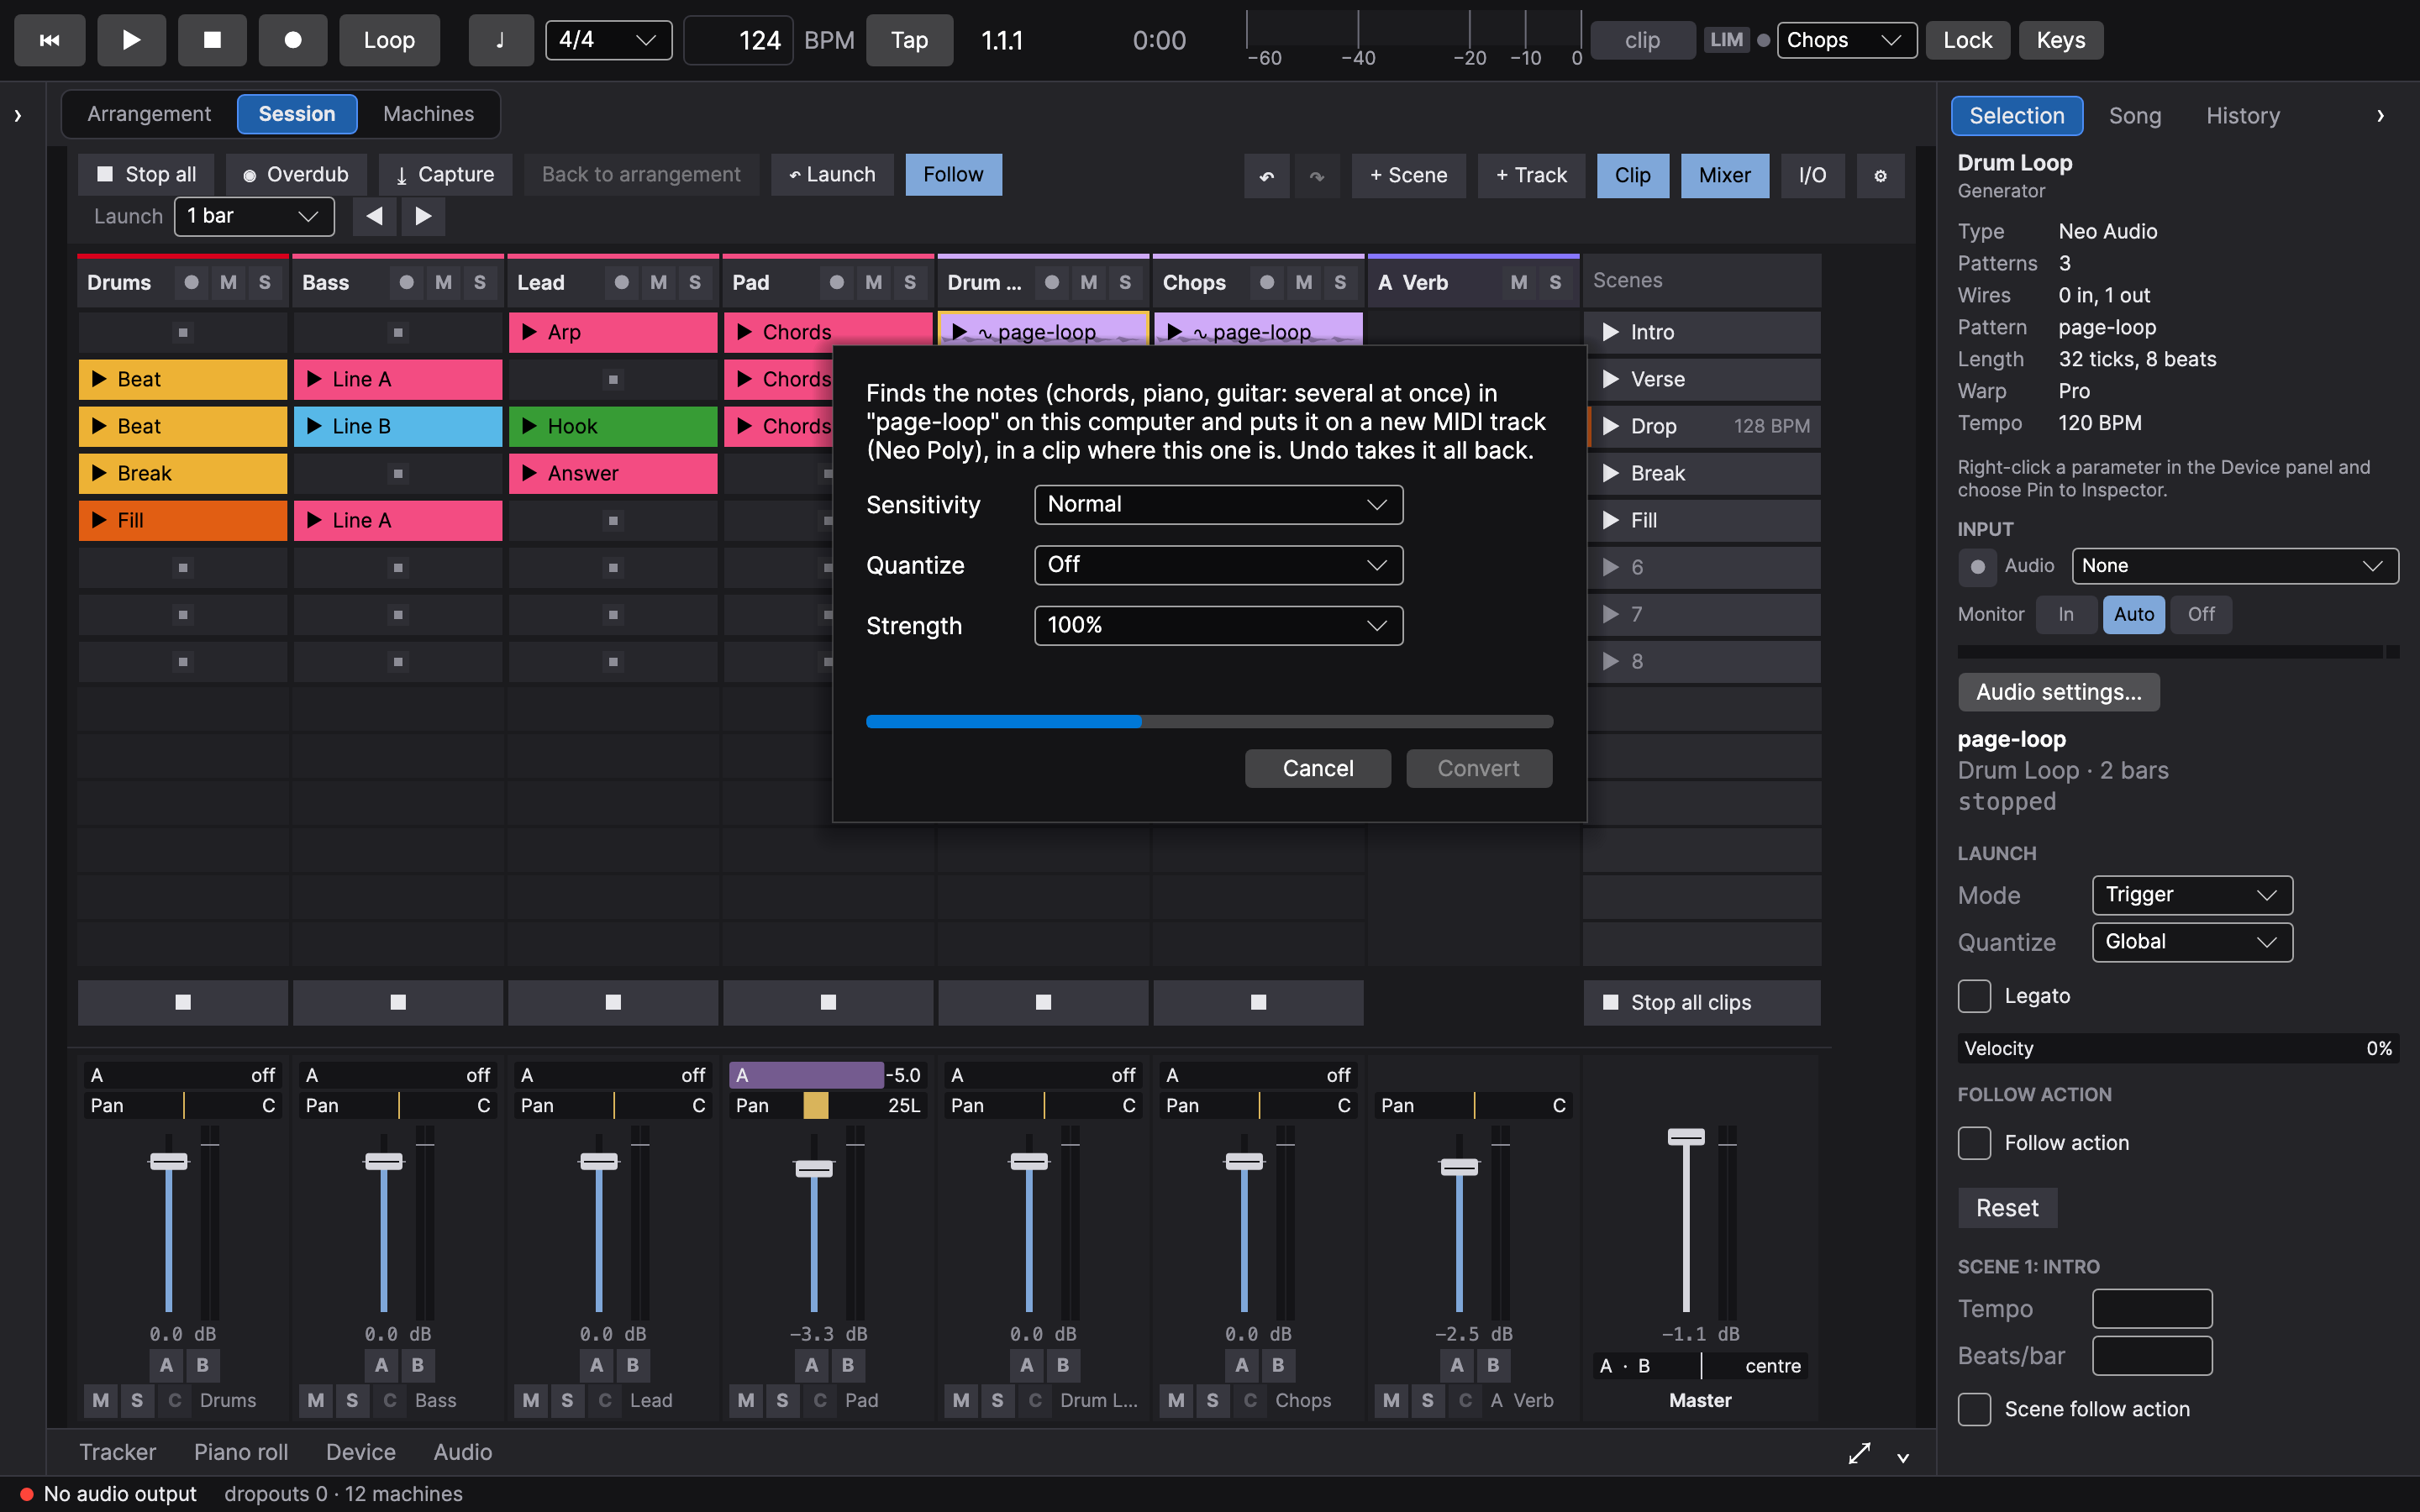 Loop
4/4
124 BPM
Tap
1.1.1
0:00
−60 −40 −20 −10 0
clip
LIM
Chops
Lock
Keys
Arrangement
Session
Machines
Selection
Song
History
Stop all
Overdub
Capture
Back to arrangement
Launch
Follow
+ Scene
+ Track
Clip
Mixer
I/O
Launch
1 bar
Drums M S
Bass M S
Lead M S
Pad M S
Drum ... M S
Chops M S
A Verb M S
Scenes
Arp
Chords
page-loop
page-loop
Intro
Beat
Line A
Chords
Verse
Beat
Line B
Hook
Chords
Drop 128 BPM
Break
Answer
Break
Fill
Line A
Fill
6
7
8
Finds the notes (chords, piano, guitar: several at once) in
"page-loop" on this computer and puts it on a new MIDI track
(Neo Poly), in a clip where this one is. Undo takes it all back.
Sensitivity Normal
Quantize Off
Strength 100%
Cancel
Convert
Stop all clips
A off
A off
A off
A -5.0
A off
A off
Pan C
Pan C
Pan C
Pan 25L
Pan C
Pan C
Pan C
0.0 dB
0.0 dB
0.0 dB
−3.3 dB
0.0 dB
0.0 dB
−2.5 dB
−1.1 dB
A B
A B
A B
A B
A B
A B
A B
A · B centre
M S C Drums
M S C Bass
M S C Lead
M S C Pad
M S C Drum L...
M S C Chops
M S C A Verb
Master
Tracker
Piano roll
Device
Audio
No audio output
dropouts 0 · 12 machines
Drum Loop
Generator
Type Neo Audio
Patterns 3
Wires 0 in, 1 out
Pattern page-loop
Length 32 ticks, 8 beats
Warp Pro
Tempo 120 BPM
Right-click a parameter in the Device panel and
choose Pin to Inspector.
INPUT
Audio None
Monitor In Auto Off
Audio settings...
page-loop
Drum Loop · 2 bars
stopped
LAUNCH
Mode Trigger
Quantize Global
Legato
Velocity 0%
FOLLOW ACTION
Follow action
Reset
SCENE 1: INTRO
Tempo
Beats/bar
Scene follow action